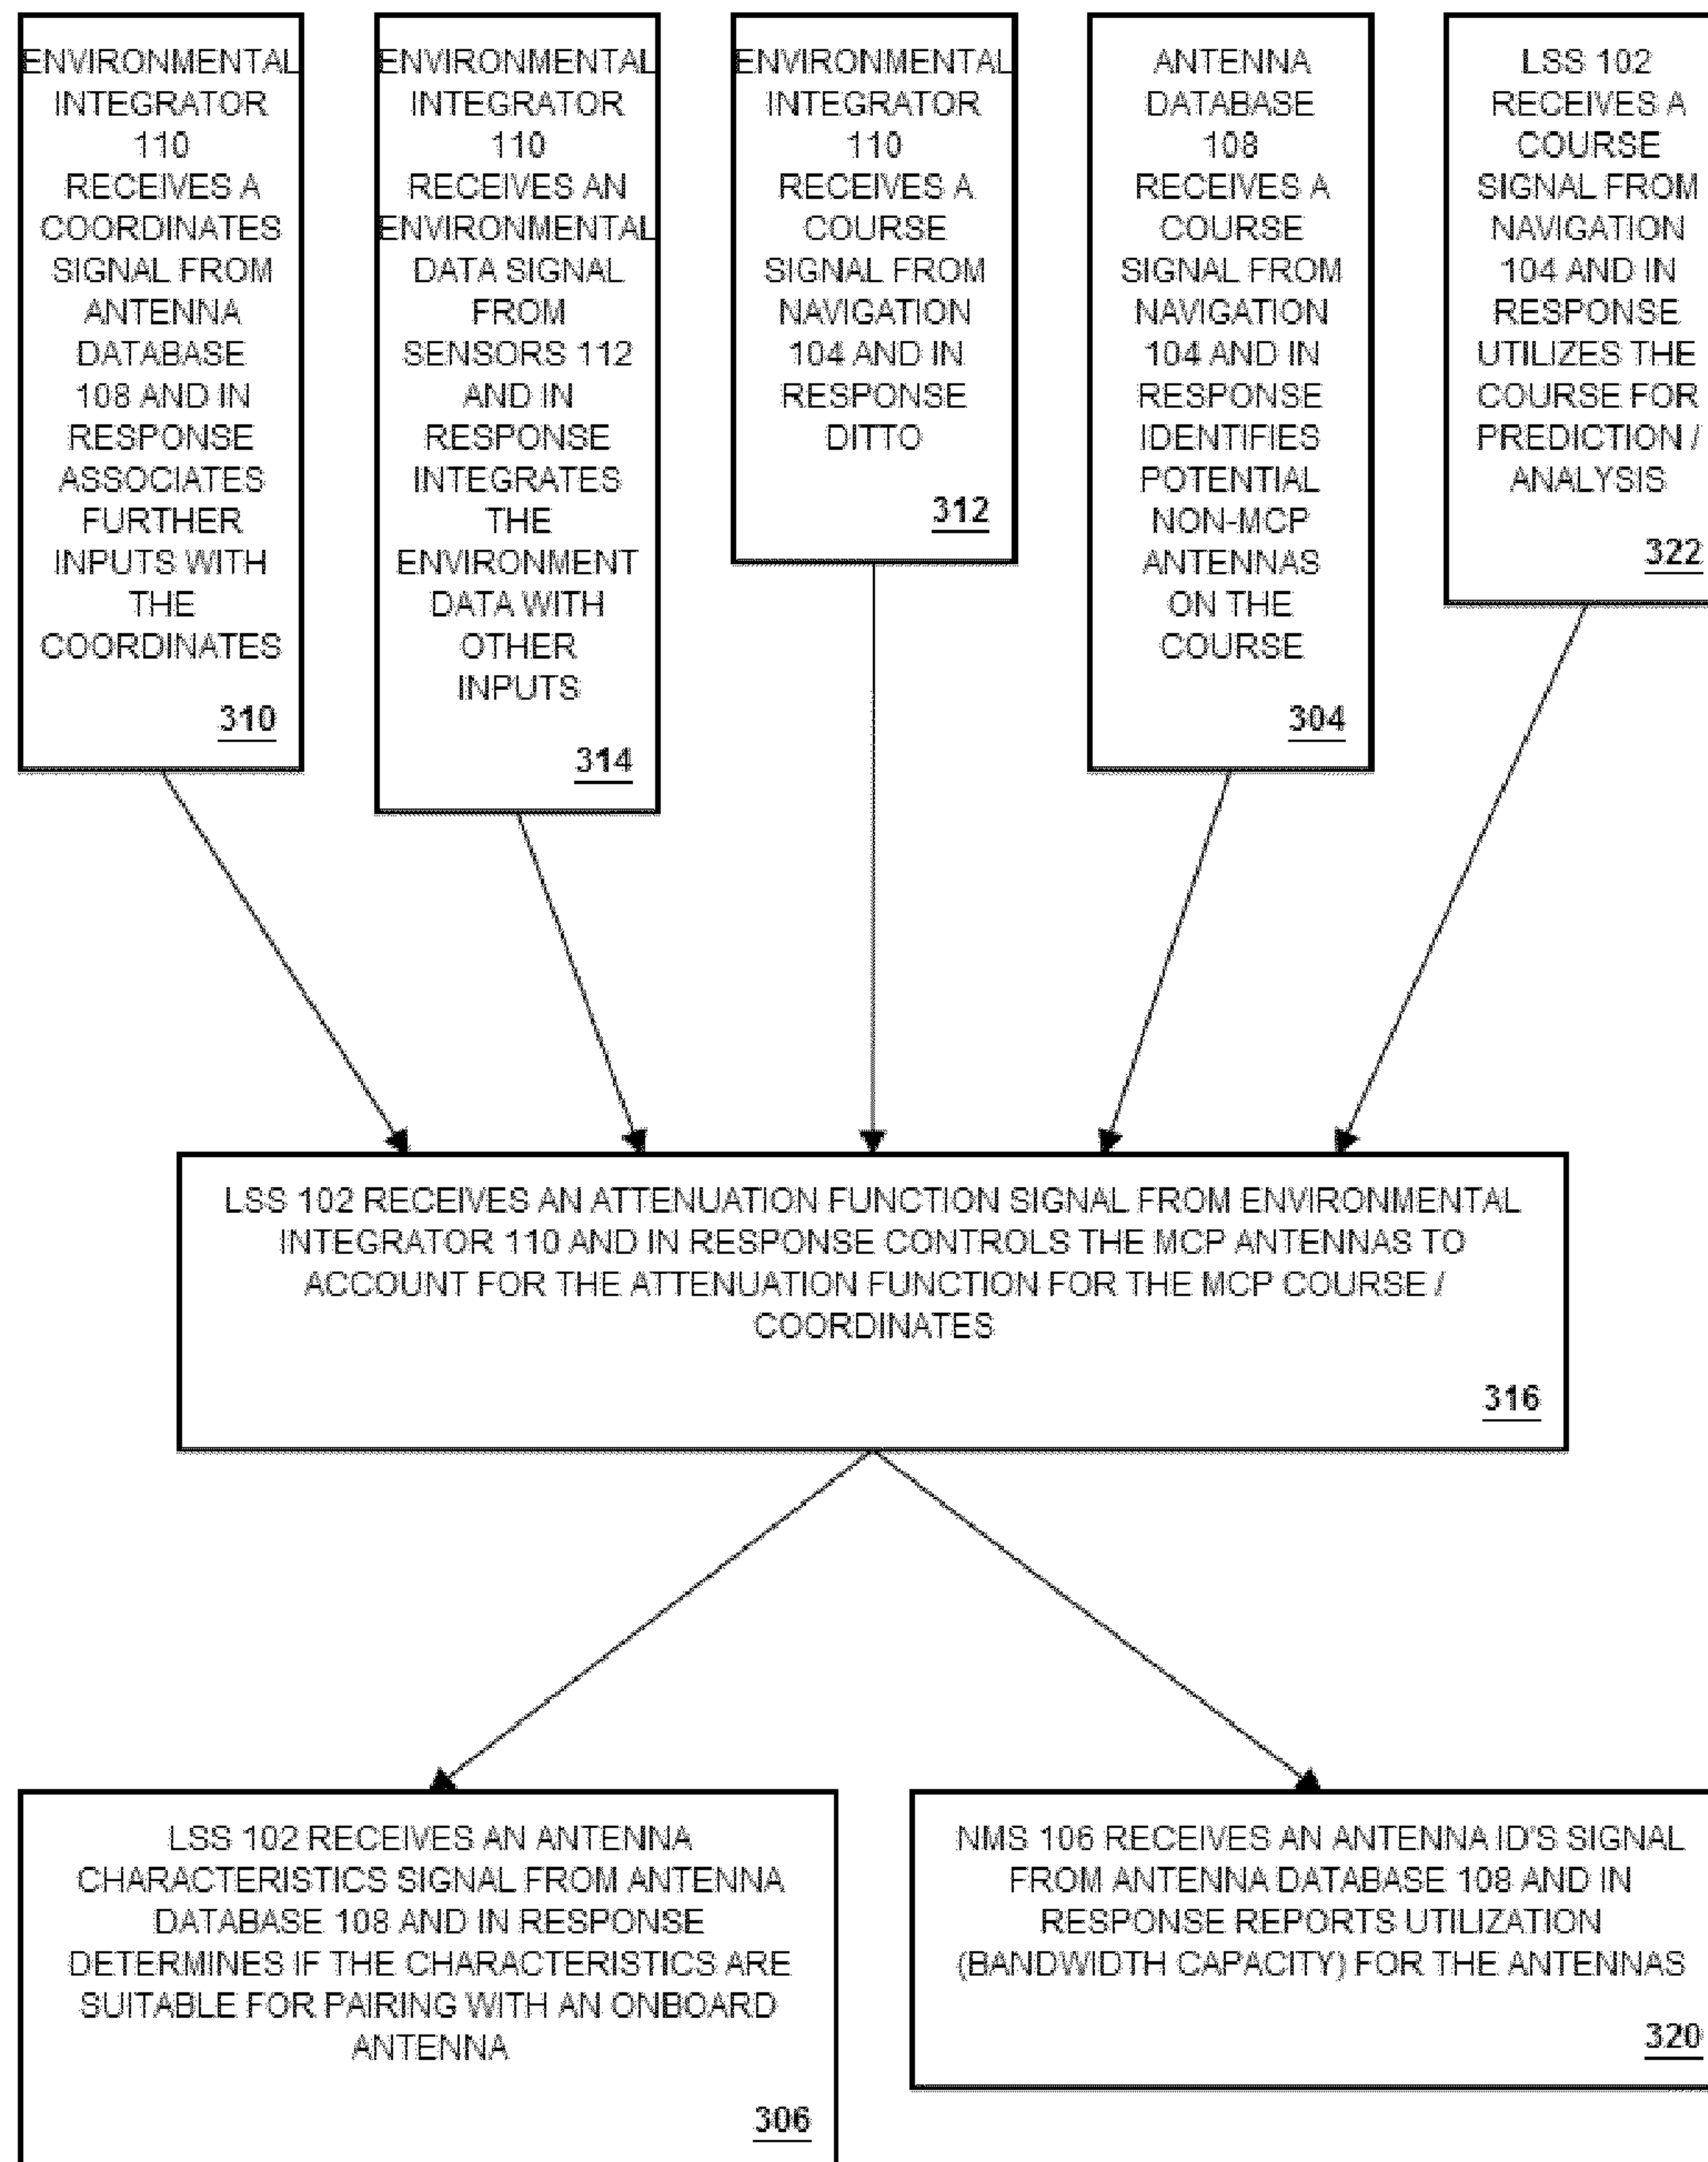 ENVIRONMENTAL
INTEGRATOR
110
RECEIVES A
COORDINATES
SIGNAL FROM
ANTENNA
DATABASE
108 AND IN
RESPONSE
ASSOCIATES
FURTHER
INPUTS WITH
THE
COORDINATES
310
ENVIRONMENTAL
INTEGRATOR
110
RECEIVES AN
ENVIRONMENTAL
DATA SIGNAL
FROM
SENSORS 112
AND IN
RESPONSE
INTEGRATES
THE
ENVIRONMENT
DATA WITH
OTHER
INPUTS
314
ENVIRONMENTAL
INTEGRATOR
110
RECEIVES A
COURSE
SIGNAL FROM
NAVIGATION
104 AND IN
RESPONSE
DITTO
312
ANTENNA
DATABASE
108
RECEIVES A
COURSE
SIGNAL FROM
NAVIGATION
104 AND IN
RESPONSE
IDENTIFIES
POTENTIAL
NON-MCP
ANTENNAS
ON THE
COURSE
304
LSS 102
RECEIVES A
COURSE
SIGNAL FROM
NAVIGATION
104 AND IN
RESPONSE
UTILIZES THE
COURSE FOR
PREDICTION /
ANALYSIS
322
LSS 102 RECEIVES AN ATTENUATION FUNCTION SIGNAL FROM ENVIRONMENTAL
INTEGRATOR 110 AND IN RESPONSE CONTROLS THE MCP ANTENNAS TO
ACCOUNT FOR THE ATTENUATION FUNCTION FOR THE MCP COURSE /
COORDINATES
316
LSS 102 RECEIVES AN ANTENNA
CHARACTERISTICS SIGNAL FROM ANTENNA
DATABASE 108 AND IN RESPONSE
DETERMINES IF THE CHARACTERISTICS ARE
SUITABLE FOR PAIRING WITH AN ONBOARD
ANTENNA
306
NMS 106 RECEIVES AN ANTENNA ID'S SIGNAL
FROM ANTENNA DATABASE 108 AND IN
RESPONSE REPORTS UTILIZATION
(BANDWIDTH CAPACITY) FOR THE ANTENNAS
320